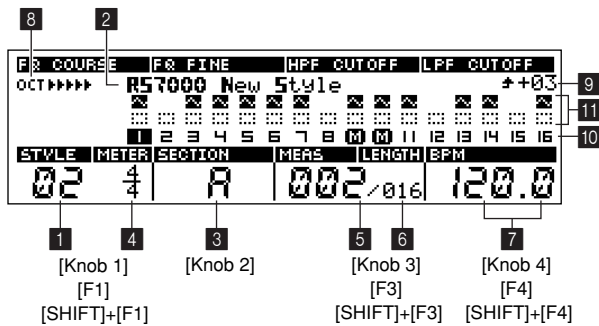 8 2
FQ COURSE FQ FINE HPF CUTOFF LPF CUTOFF
OCT RS7000 New Style +03 9
11
1 2 3 4 5 6 7 8 M M 11 12 13 14 15 16 10
STYLE METER SECTION MEAS LENGTH BPM
02 4/4 A 002/016 120.0
1 4 3 5 6 7
[Knob 1] [Knob 2] [Knob 3] [Knob 4]
[F1] [F3] [F4]
[SHIFT]+[F1] [SHIFT]+[F3] [SHIFT]+[F4]